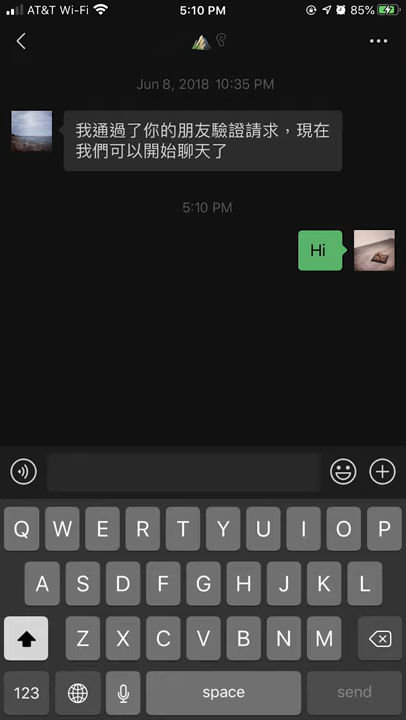 AT&T Wi-Fi 5:10 PM 85%
Jun 8, 2018 10:35 PM
我通過了你的朋友驗證請求，現在
我們可以開始聊天了
5:10 PM
Hi
Q W E R T Y U I O P
A S D F G H J K L
Z X C V B N M
123 space send